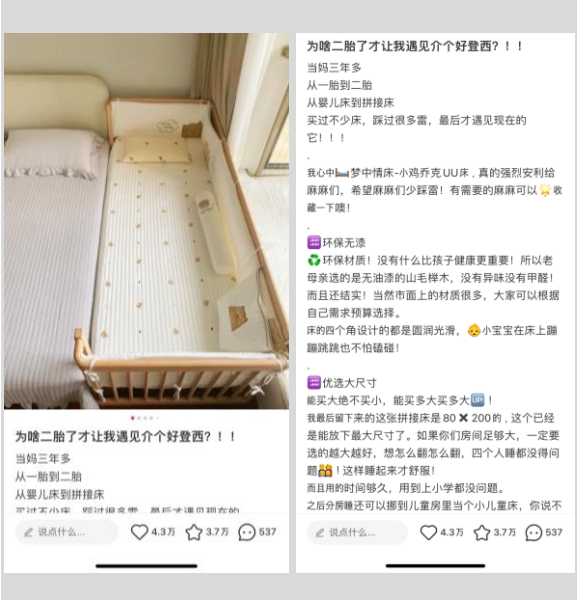 为啥二胎了才让我遇见介个好登西？！！
当妈三年多
从一胎到二胎
从婴儿床到拼接床
说点什么...
4.3万
3.7万
537
为啥二胎了才让我遇见介个好登西？！！
当妈三年多
从一胎到二胎
从婴儿床到拼接床
买过不少床，踩过很多雷，最后才遇见现在的
它！！！
.
我心中🛏️梦中情床-小鸡乔克UU床，真的强烈安利给
麻麻们，希望麻麻们少踩雷！有需要的麻麻可以🌟收
藏一下噢！
.
♒环保无漆
♻️环保材质！没有什么比孩子健康更重要！所以老
母亲选的是无油漆的山毛榉木，没有异味没有甲醛！
而且还结实！当然市面上的材质很多，大家可以根据
自己需求预算选择。
床的四个角设计的都是圆润光滑，👶小宝宝在床上蹦
蹦跳跳也不怕磕碰！
.
♒优选大尺寸
能买大绝不买小，能买多大买多大🆙！
我最后留下来的这张拼接床是80✖️200的，这个已经
是能放下最大尺寸了。如果你们房间足够大，一定要
选的越大越好，想怎么翻怎么翻，四个人睡都没得问
题👨‍👩‍👧‍👦！这样睡起来才舒服！
而且用的时间够久，用到上小学都没问题。
之后分房睡还可以挪到儿童房里当个小儿童床，你说不
说点什么...
4.3万
3.7万
537